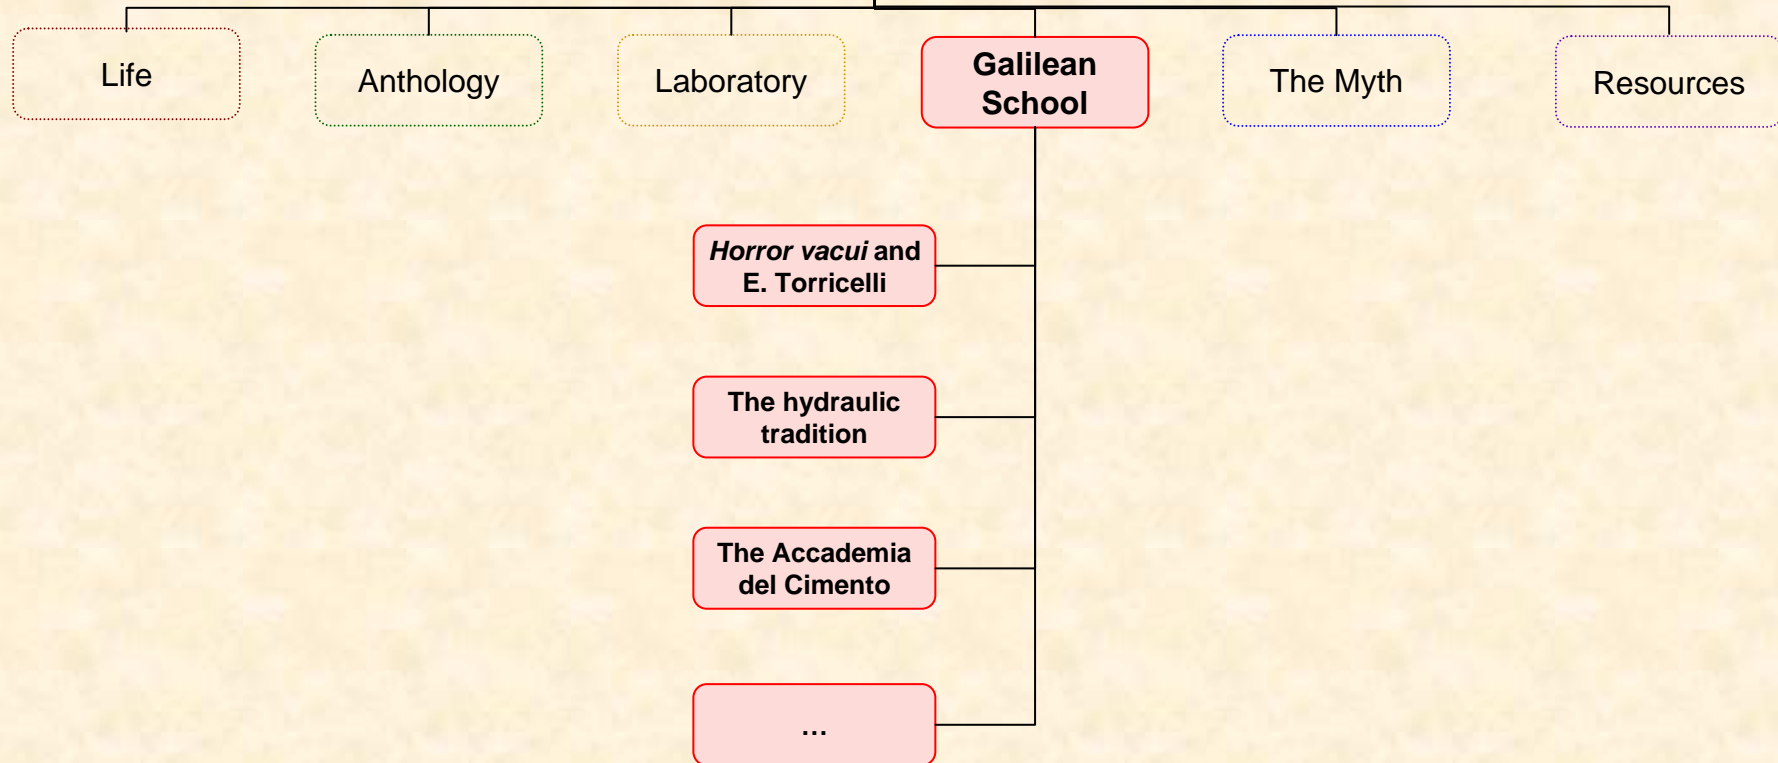 Life
Anthology
Laboratory
Galilean
School
The Myth
Resources
Horror vacui and
E. Torricelli
The hydraulic
tradition
The Accademia
del Cimento
…